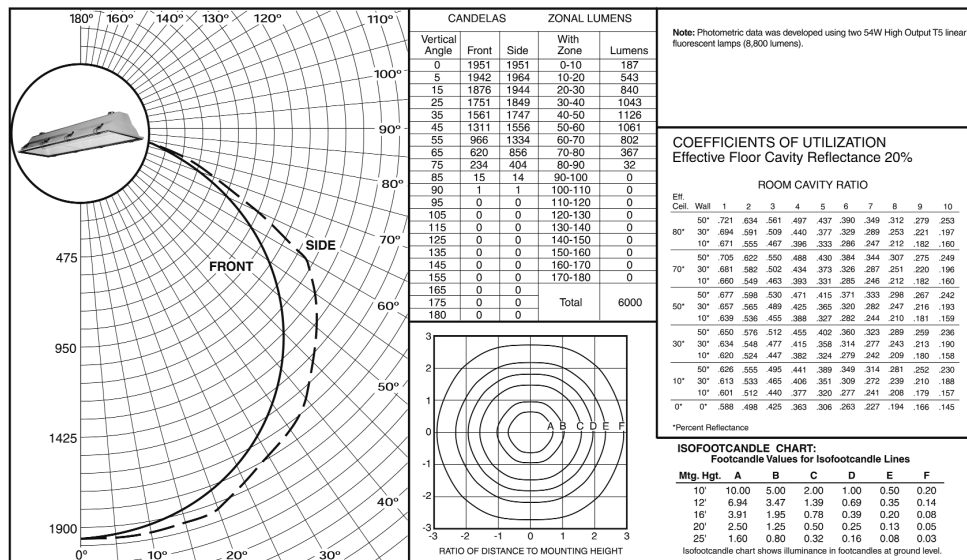 180° 160° 140° 130° 120° 110°
100°
90°
80°
70°
60°
50°
40°
0° 10° 20° 30°
475
950
1425
1900
FRONT
SIDE
CANDELAS ZONAL LUMENS
Vertical Angle Front Side With Zone Lumens
0 1951 1951 0-10 187
5 1942 1964 10-20 543
15 1876 1944 20-30 840
25 1751 1849 30-40 1043
35 1561 1747 40-50 1126
45 1311 1556 50-60 1061
55 966 1334 60-70 802
65 620 856 70-80 367
75 234 404 80-90 32
85 15 14 90-100 0
90 1 1 100-110 0
95 0 0 110-120 0
105 0 0 120-130 0
115 0 0 130-140 0
125 0 0 140-150 0
135 0 0 150-160 0
145 0 0 160-170 0
155 0 0 170-180 0
165 0 0
175 0 0 Total 6000
180 0 0
3
2
1
0
-1
-2
-3
A B C D E F
-3 -2 -1 0 1 2 3
RATIO OF DISTANCE TO MOUNTING HEIGHT
Note: Photometric data was developed using two 54W High Output T5 linear
fluorescent lamps (8,800 lumens).
COEFFICIENTS OF UTILIZATION
Effective Floor Cavity Reflectance 20%
ROOM CAVITY RATIO
Eff.
Ceil. Wall 1 2 3 4 5 6 7 8 9 10
50* .721 .634 .561 .497 .437 .390 .349 .312 .279 .253
80* 30* .694 .591 .509 .440 .377 .329 .289 .253 .221 .197
10* .671 .555 .467 .396 .333 .286 .247 .212 .182 .160
50* .705 .622 .550 .488 .430 .384 .344 .307 .275 .249
70* 30* .681 .582 .502 .434 .373 .326 .287 .251 .220 .196
10* .660 .549 .463 .393 .331 .285 .246 .212 .182 .160
50* .677 .598 .530 .471 .415 .371 .333 .298 .267 .242
50* 30* .657 .565 .489 .425 .365 .320 .282 .247 .216 .193
10* .639 .536 .455 .388 .327 .282 .244 .210 .181 .159
50* .650 .576 .512 .455 .402 .360 .323 .289 .259 .236
30* 30* .634 .548 .477 .415 .358 .314 .277 .243 .213 .190
10* .620 .524 .447 .382 .324 .279 .242 .209 .180 .158
50* .626 .555 .495 .441 .389 .349 .314 .281 .252 .230
10* 30* .613 .533 .465 .406 .351 .309 .272 .239 .210 .188
10* .601 .512 .440 .377 .320 .277 .241 .208 .179 .157
0* 0* .588 .498 .425 .363 .306 .263 .227 .194 .166 .145
*Percent Reflectance
ISOFOOTCANDLE CHART:
Footcandle Values for Isofootcandle Lines
Mtg. Hgt. A B C D E F
10' 10.00 5.00 2.00 1.00 0.50 0.20
12' 6.94 3.47 1.39 0.69 0.35 0.14
16' 3.91 1.95 0.78 0.39 0.20 0.08
20' 2.50 1.25 0.50 0.25 0.13 0.05
25' 1.60 0.80 0.32 0.16 0.08 0.03
Isofootcandle chart shows illuminance in footcandles at ground level.